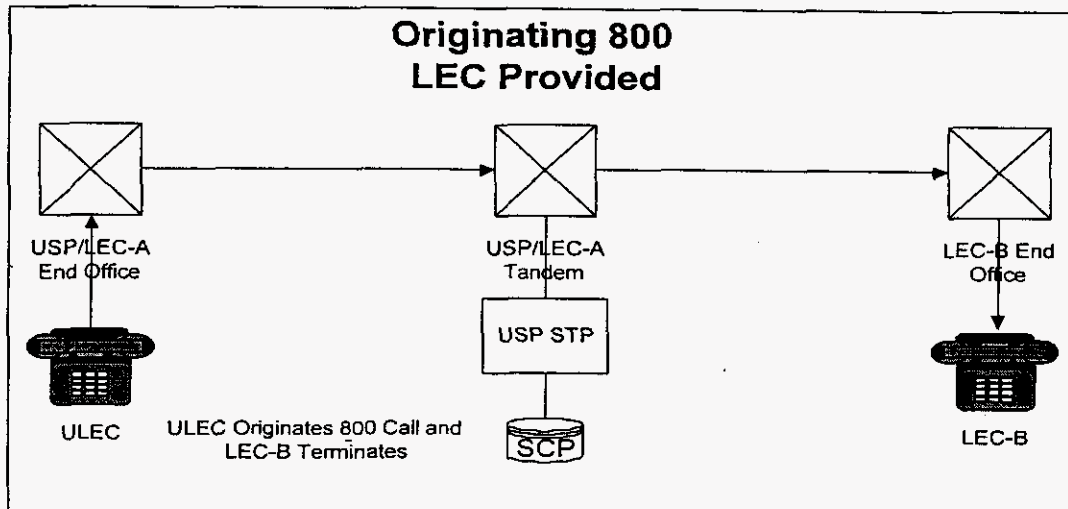 Originating 800
LEC Provided
USP/LEC-A
End Office
USP/LEC-A
Tandem
LEC-B End
Office
USP STP
ULEC
ULEC Originates 800 Call and
LEC-B Terminates
SCP
LEC-B